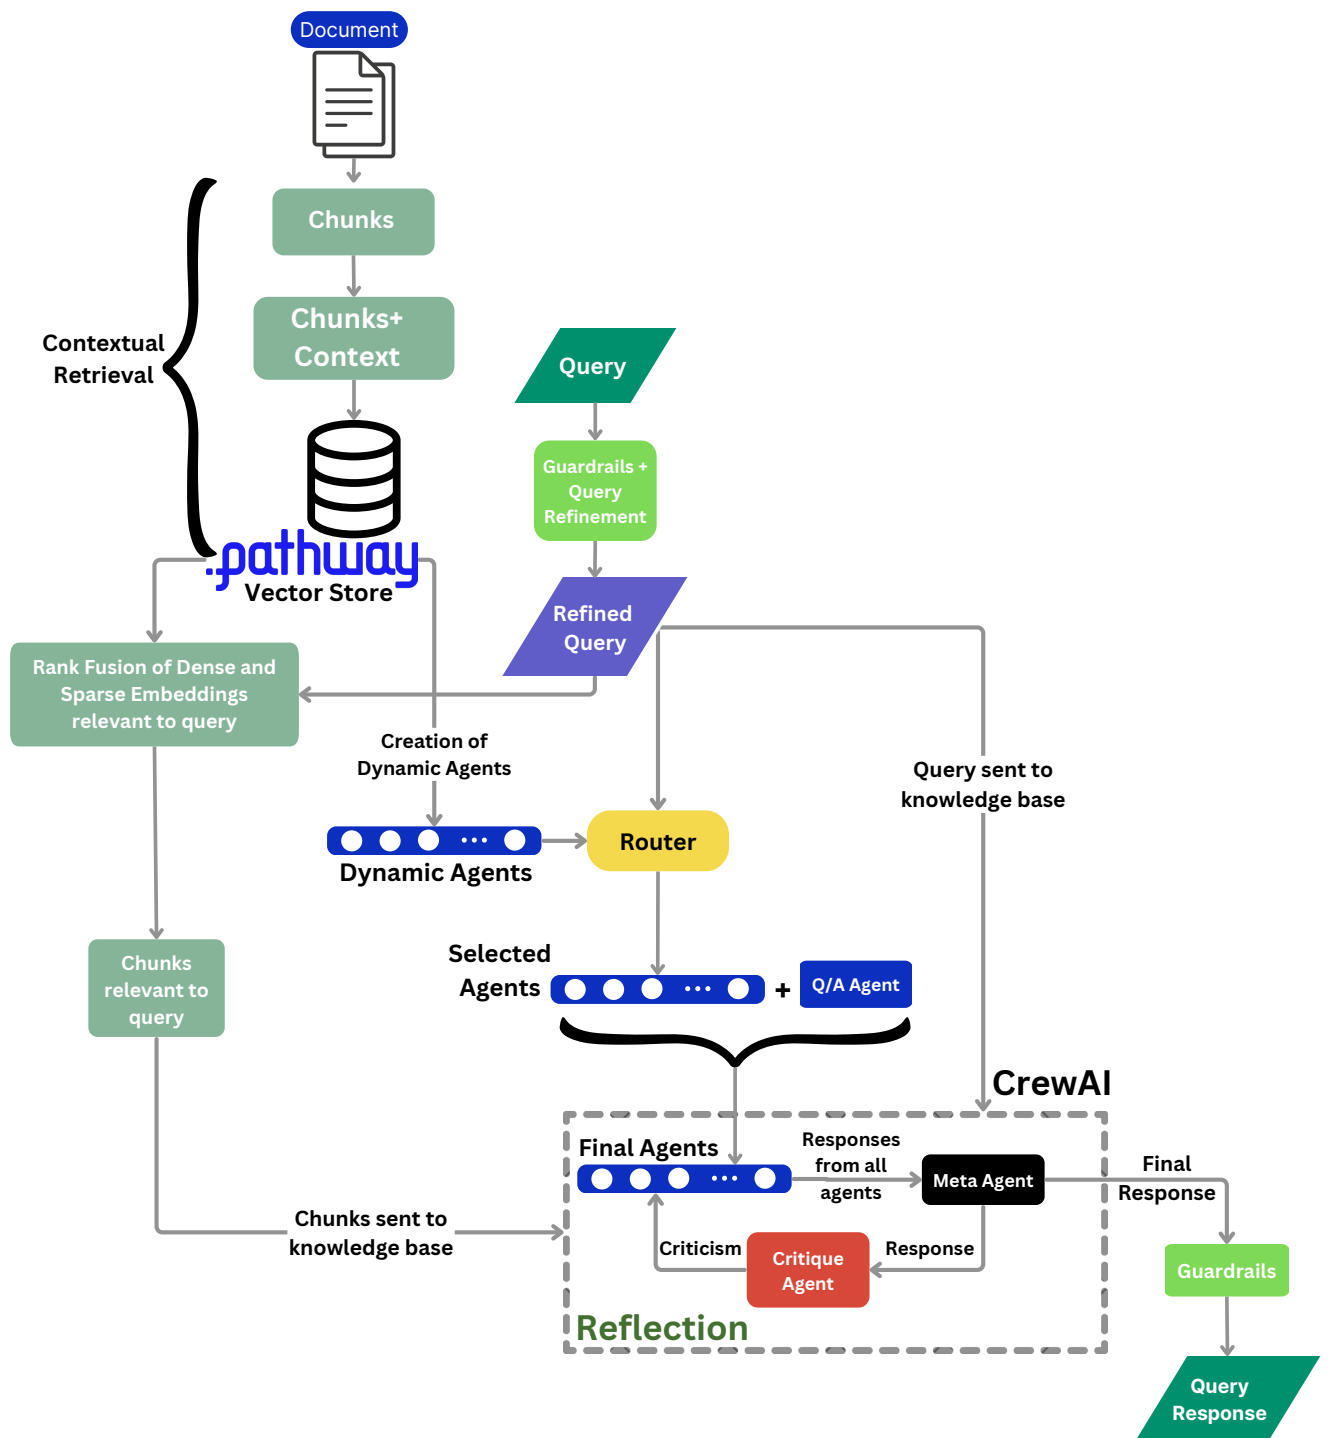 Document
Chunks
Chunks+
Context
Contextual
Retrieval
Query
Guardrails +
Query
Refinement
pathway
Vector Store
Refined
Query
Rank Fusion of Dense and
Sparse Embeddings
relevant to query
Creation of
Dynamic Agents
Query sent to
knowledge base
Dynamic Agents
Router
Chunks
relevant to
query
Selected
Agents
+
Q/A Agent
CrewAI
Final Agents
Responses
from all
agents
Meta Agent
Final
Response
Chunks sent to
knowledge base
Criticism
Critique
Agent
Response
Guardrails
Reflection
Query
Response